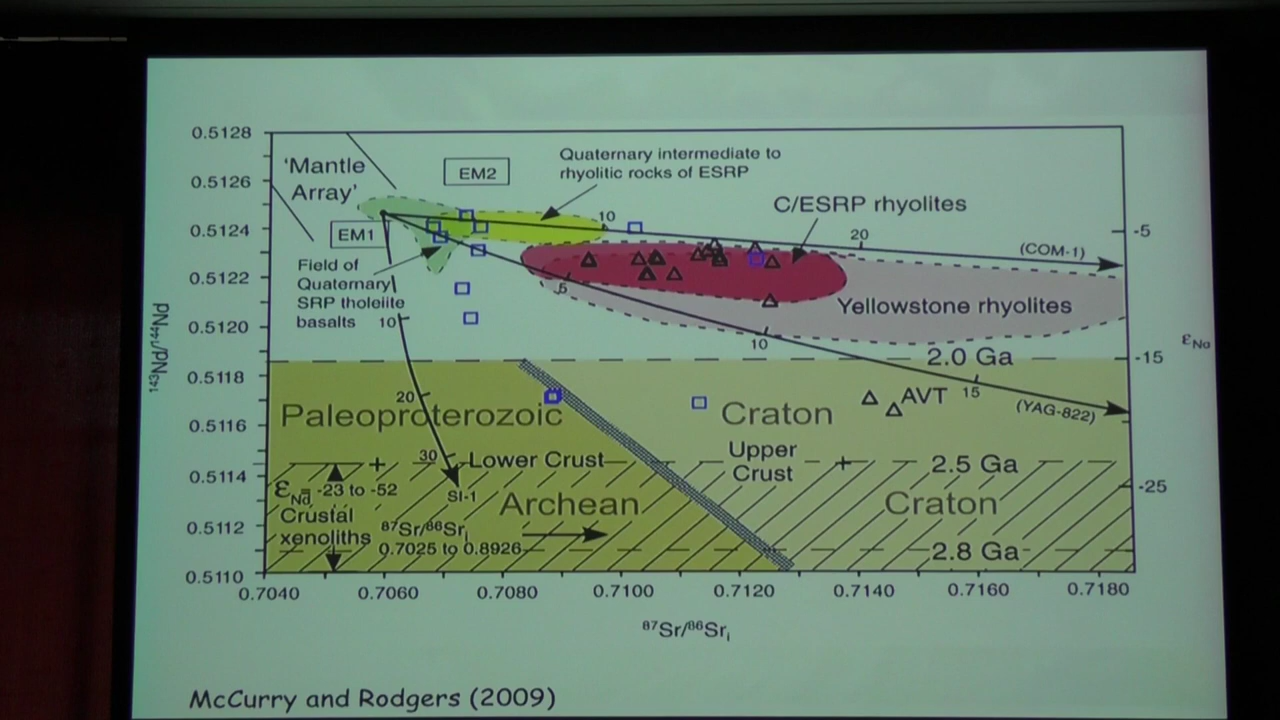 0.5128
0.5126
0.5124
0.5122
0.5120
0.5118
0.5116
0.5114
0.5112
0.5110
¹⁴³Nd/¹⁴⁴Nd
'Mantle
Array'
EM2
EM1
Quaternary intermediate to
rhyolitic rocks of ESRP
C/ESRP rhyolites
10
20
(COM-1)
-5
Field of
Quaternary
SRP tholeiite
basalts
5
10
15
(YAG-822)
Yellowstone rhyolites
εNd
10
20
30
SI-1
2.0 Ga
-15
AVT
Paleoproterozoic
Craton
Lower Crust
Upper
Crust
2.5 Ga
-25
εNd -23 to -52
Crustal
xenoliths
⁸⁷Sr/⁸⁶Srᵢ
0.7025 to 0.8926
Archean
Craton
2.8 Ga
0.7040 0.7060 0.7080 0.7100 0.7120 0.7140 0.7160 0.7180
⁸⁷Sr/⁸⁶Srᵢ
McCurry and Rodgers (2009)